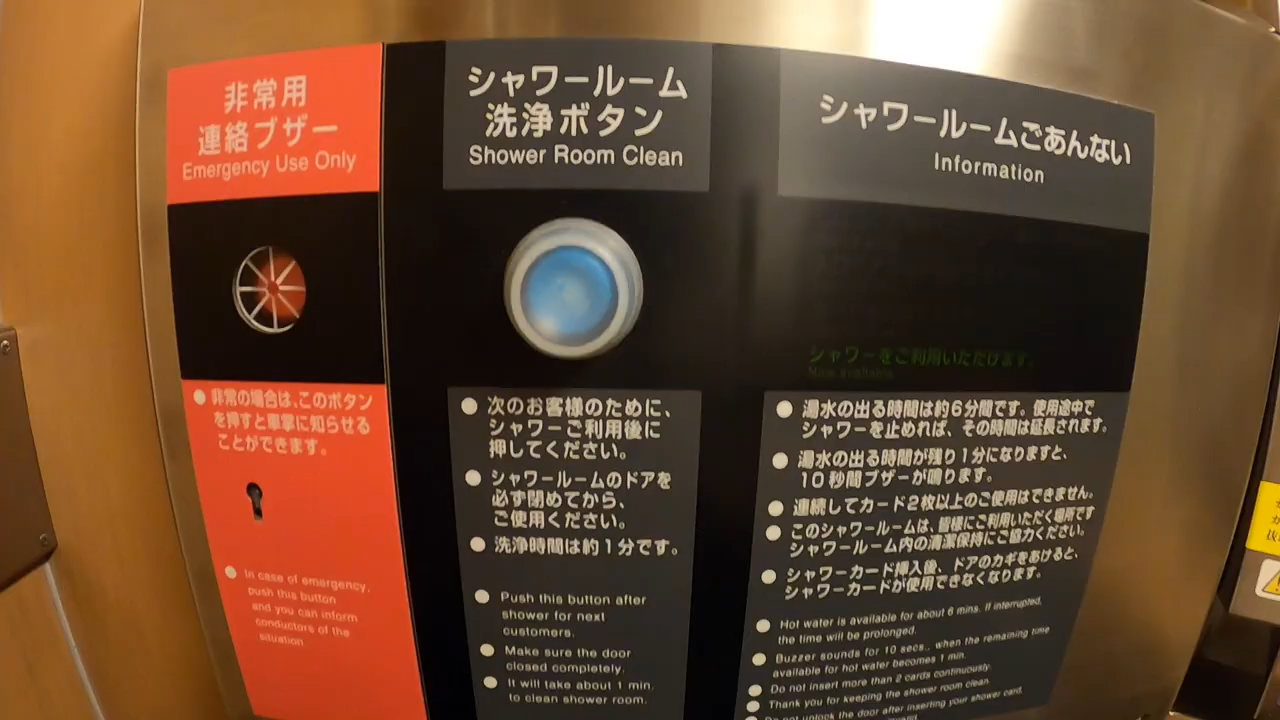 非常用
連絡ブザー
Emergency Use Only
● 非常の場合は、このボタン
を押すと車掌に知らせる
ことができます。
● In case of emergency,
push this button
and you can inform
conductors of the
situation
シャワールーム
洗浄ボタン
Shower Room Clean
● 次のお客様のために、
シャワーご利用後に
押してください。
● シャワールームのドアを
必ず閉めてから、
ご使用ください。
● 洗浄時間は約1分です。
● Push this button after
shower for next
customers.
● Make sure the door
closed completely.
● It will take about 1 min.
to clean shower room.
シャワールームごあんない
Information
シャワーをご利用いただけます。
Now available.
● 湯水の出る時間は約6分間です。使用途中で
シャワーを止めれば、その時間は延長されます。
● 湯水の出る時間が残り1分になりますと、
10秒間ブザーが鳴ります。
● 連続してカード2枚以上のご使用はできません。
● このシャワールームは、皆様にご利用いただく場所です
シャワールーム内の清潔保持にご協力ください。
● シャワーカード挿入後、ドアのカギをあけると、
シャワーカードが使用できなくなります。
● Hot water is available for about 6 mins. If interrupted,
the time will be prolonged.
● Buzzer sounds for 10 secs., when the remaining time
available for hot water becomes 1 min.
● Do not insert more than 2 cards continuously.
● Thank you for keeping the shower room clean.
● Do not unlock the door after inserting your shower card.